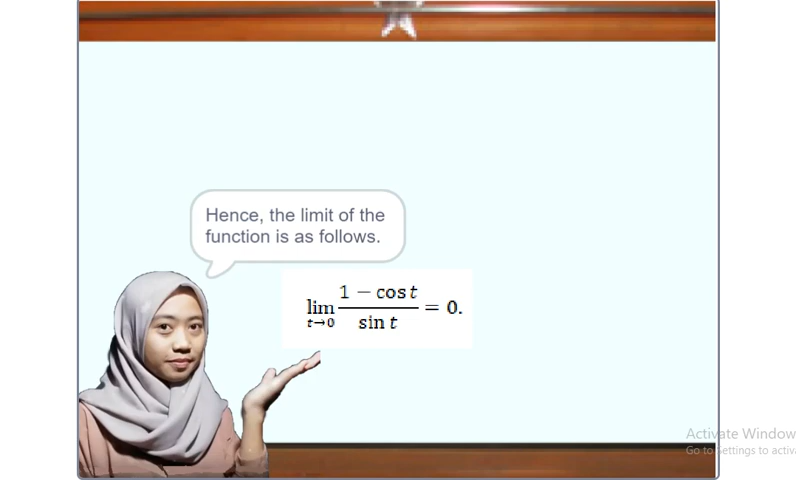 Hence, the limit of the
function is as follows.
lim t→0 (1 − cos t)/(sin t) = 0.
Activate Window
Go to Settings to activa